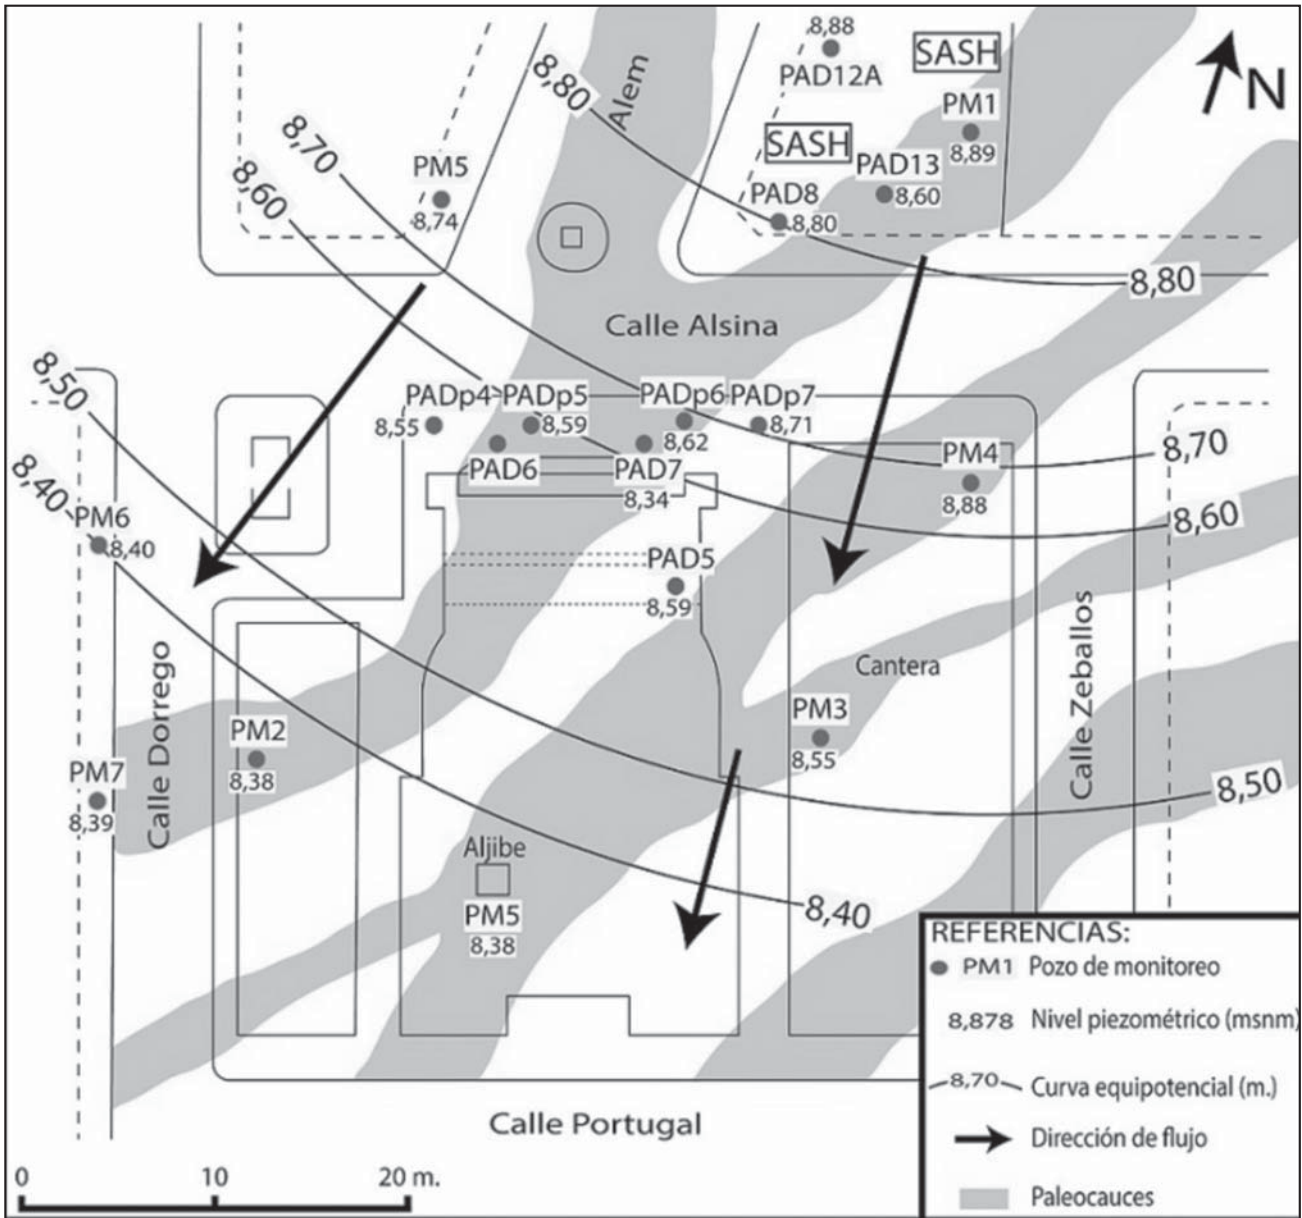 8,88
PAD12A
SASH
N
8,80
Alem
PM1
8,89
SASH
8,70
PM5
8,74
PAD13
8,60
8,60
PAD8
8,80
8,80
Calle Alsina
8,50
PADp4
8,55
PADp5
8,59
PADp6
8,62
PADp7
8,71
8,70
PAD6
PAD7
8,34
PM4
8,88
8,40
PM6
8,40
8,60
PAD5
8,59
Calle Dorrego
Cantera
Calle Zeballos
PM2
8,38
PM3
8,55
PM7
8,39
8,50
Aljibe
PM5
8,38
8,40
REFERENCIAS:
PM1 Pozo de monitoreo
8,878 Nivel piezométrico (msnm)
8,70 Curva equipotencial (m.)
Dirección de flujo
Paleocauces
Calle Portugal
0 10 20 m.